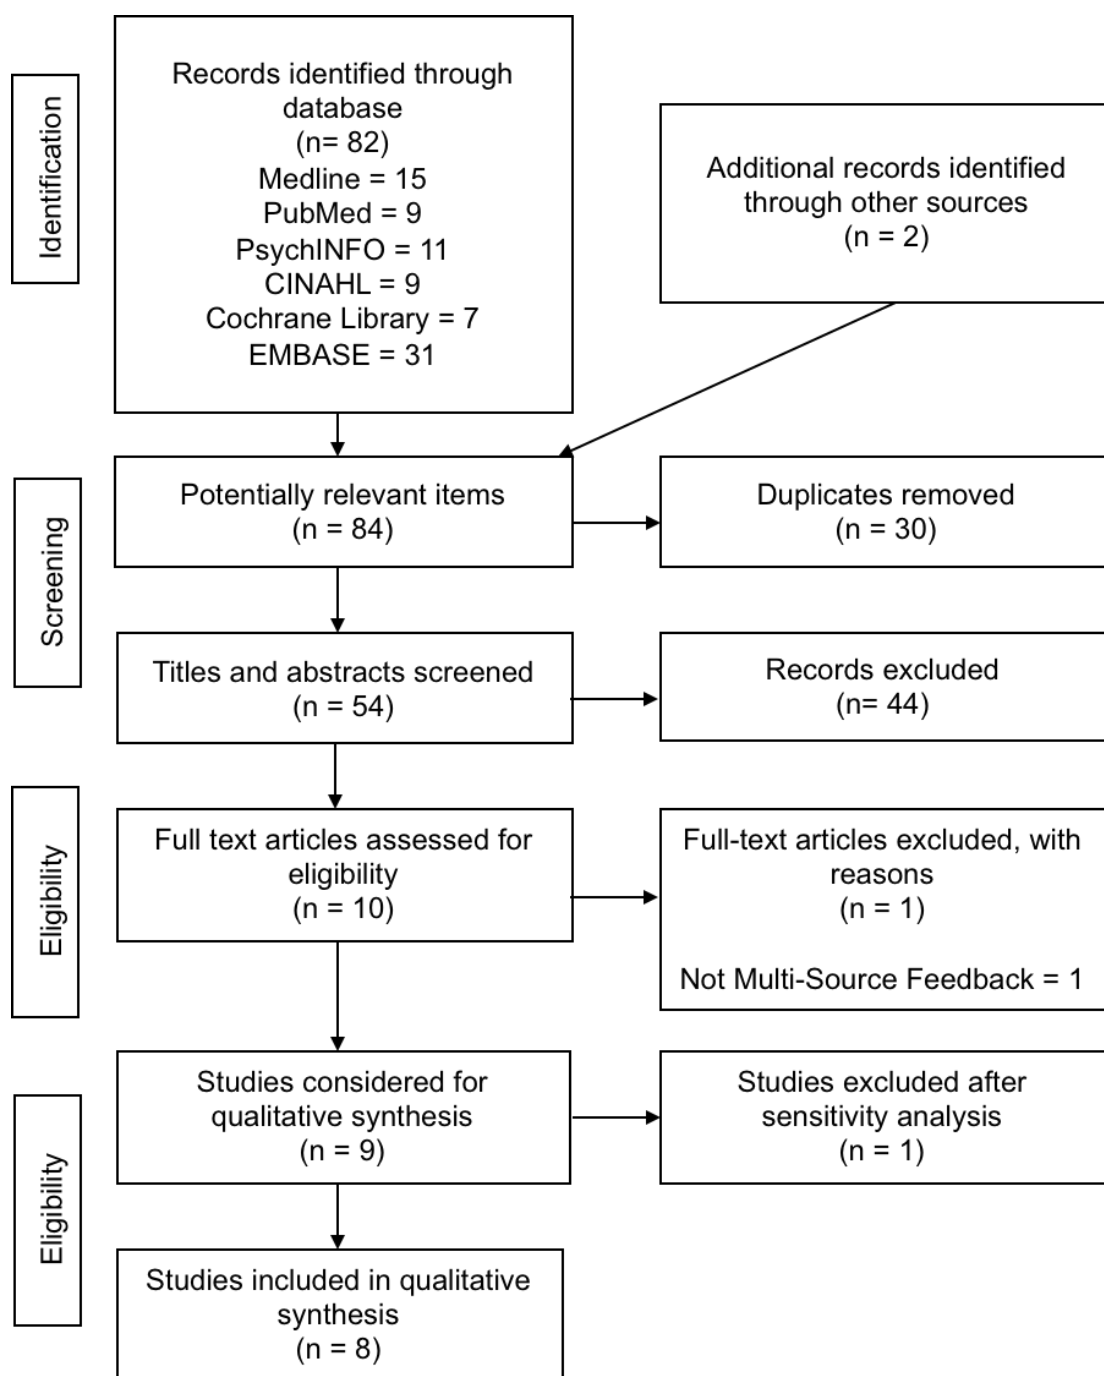 Identification
Records identified through
database
(n= 82)
Medline = 15
PubMed = 9
PsychINFO = 11
CINAHL = 9
Cochrane Library = 7
EMBASE = 31
Additional records identified
through other sources
(n = 2)
Screening
Potentially relevant items
(n = 84)
Duplicates removed
(n = 30)
Titles and abstracts screened
(n = 54)
Records excluded
(n= 44)
Eligibility
Full text articles assessed for
eligibility
(n = 10)
Full-text articles excluded, with
reasons
(n = 1)
Not Multi-Source Feedback = 1
Eligibility
Studies considered for
qualitative synthesis
(n = 9)
Studies excluded after
sensitivity analysis
(n = 1)
Studies included in qualitative
synthesis
(n = 8)